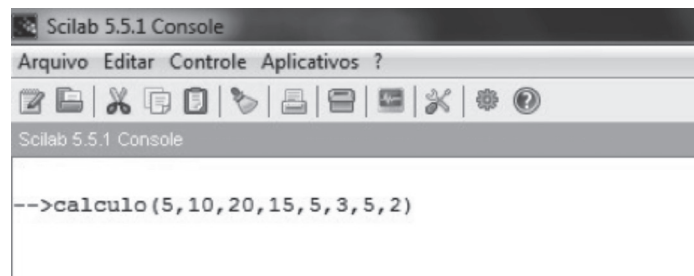 Scilab 5.5.1 Console
Arquivo Editar Controle Aplicativos ?
Scilab 5.5.1 Console
-->calculo(5,10,20,15,5,3,5,2)